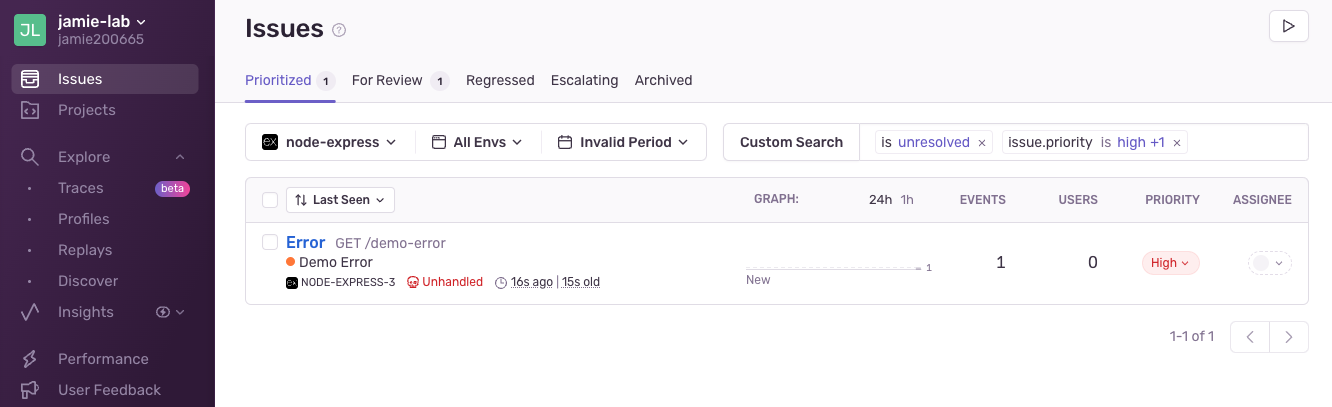 JL
jamie-lab
jamie200665
Issues
Projects
Explore
Traces beta
Profiles
Replays
Discover
Insights
Performance
User Feedback
Issues ?
Prioritized 1 For Review 1 Regressed Escalating Archived
ex node-express All Envs Invalid Period Custom Search is unresolved × issue.priority is high +1 ×
Last Seen GRAPH: 24h 1h EVENTS USERS PRIORITY ASSIGNEE
Error GET /demo-error
Demo Error
ex NODE-EXPRESS-3 Unhandled 16s ago | 15s old
1
New
1 0 High
1-1 of 1